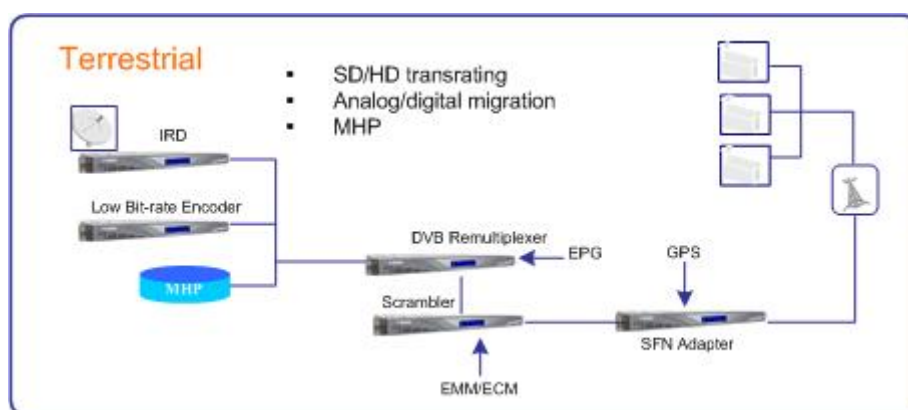 Terrestrial
▪ SD/HD transrating
▪ Analog/digital migration
▪ MHP
IRD
Low Bit-rate Encoder
MHP
DVB Remultiplexer
EPG
GPS
Scrambler
SFN Adapter
EMM/ECM